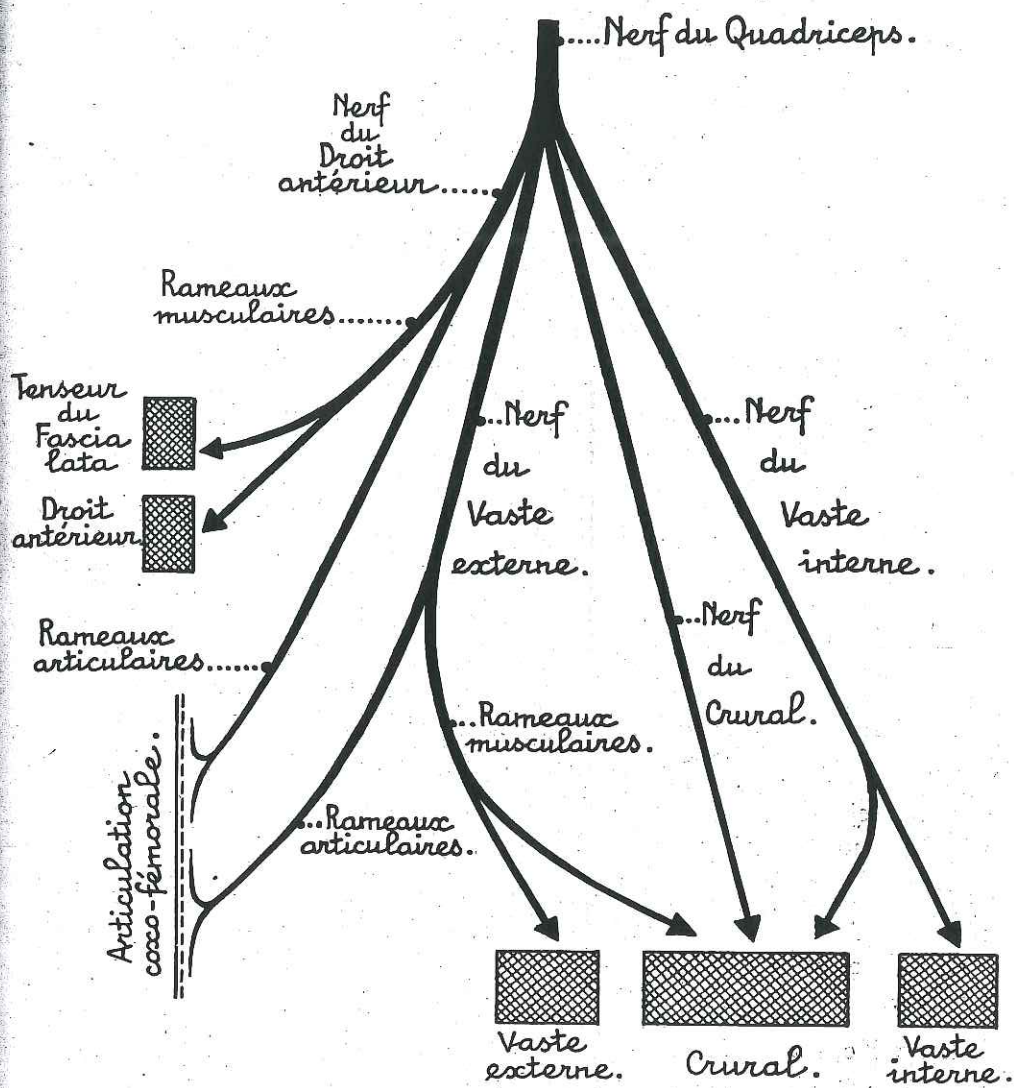 Nerf du Quadriceps.
Nerf
du
Droit
antérieur
Rameaux
musculaires
Tenseur
du
Fascia
lata
Droit
antérieur
Nerf
du
Vaste
externe.
Nerf
du
Vaste
interne.
Nerf
du
Crural.
Rameaux
articulaires
Rameaux
musculaires.
Rameaux
articulaires.
Articulation
coxo-fémorale.
Vaste
externe.
Crural.
Vaste
interne.